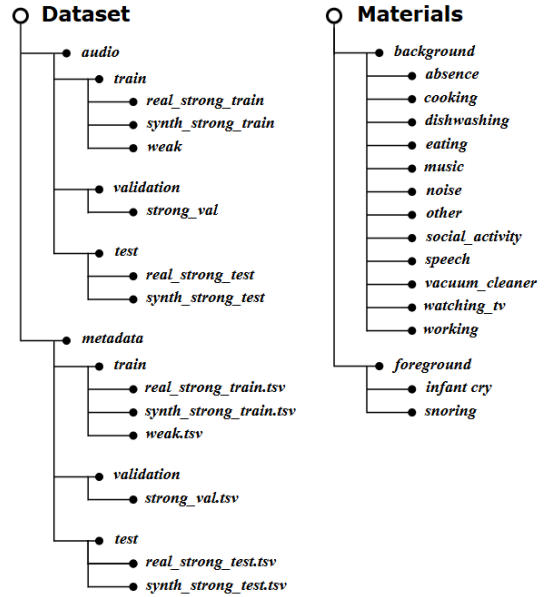 Dataset
audio
train
real_strong_train
synth_strong_train
weak
validation
strong_val
test
real_strong_test
synth_strong_test
metadata
train
real_strong_train.tsv
synth_strong_train.tsv
weak.tsv
validation
strong_val.tsv
test
real_strong_test.tsv
synth_strong_test.tsv
Materials
background
absence
cooking
dishwashing
eating
music
noise
other
social_activity
speech
vacuum_cleaner
watching_tv
working
foreground
infant cry
snoring